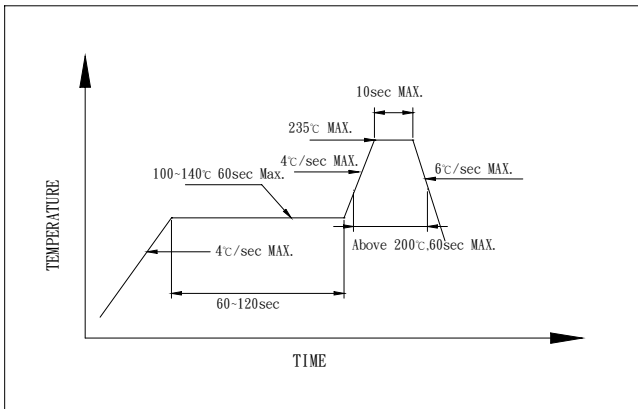 10sec MAX.
235℃ MAX.
4℃/sec MAX.
6℃/sec MAX.
100~140℃ 60sec Max.
Above 200℃,60sec MAX.
4℃/sec MAX.
60~120sec
TEMPERATURE
TIME